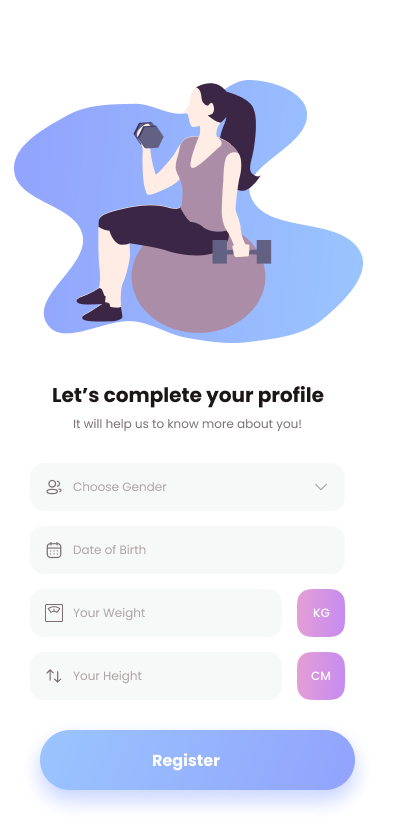 Let’s complete your profile
It will help us to know more about you!
Choose Gender
Date of Birth
Your Weight
KG
Your Height
CM
Register